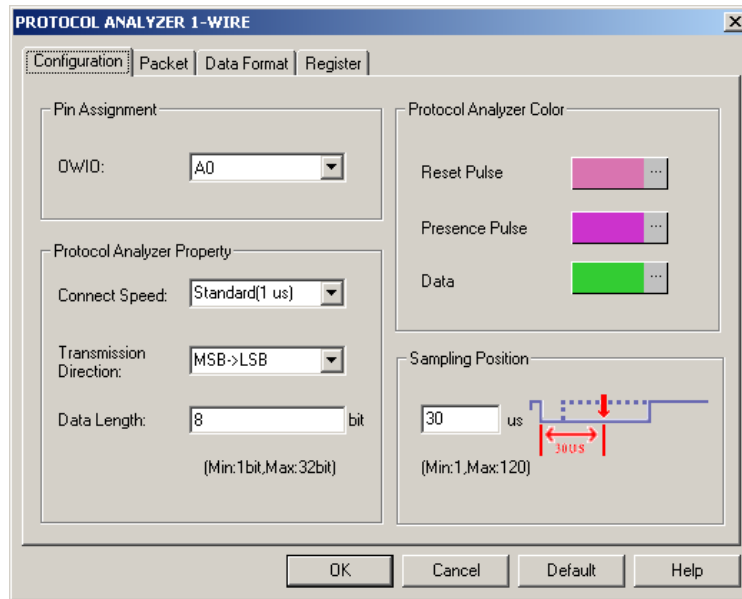 PROTOCOL ANALYZER 1-WIRE
Configuration Packet Data Format Register
Pin Assignment
OWIO: A0
Protocol Analyzer Property
Connect Speed: Standard(1 us)
Transmission
Direction: MSB->LSB
Data Length: 8 bit
(Min:1bit,Max:32bit)
Protocol Analyzer Color
Reset Pulse ...
Presence Pulse ...
Data ...
Sampling Position
30 us
30US
(Min:1,Max:120)
OK Cancel Default Help